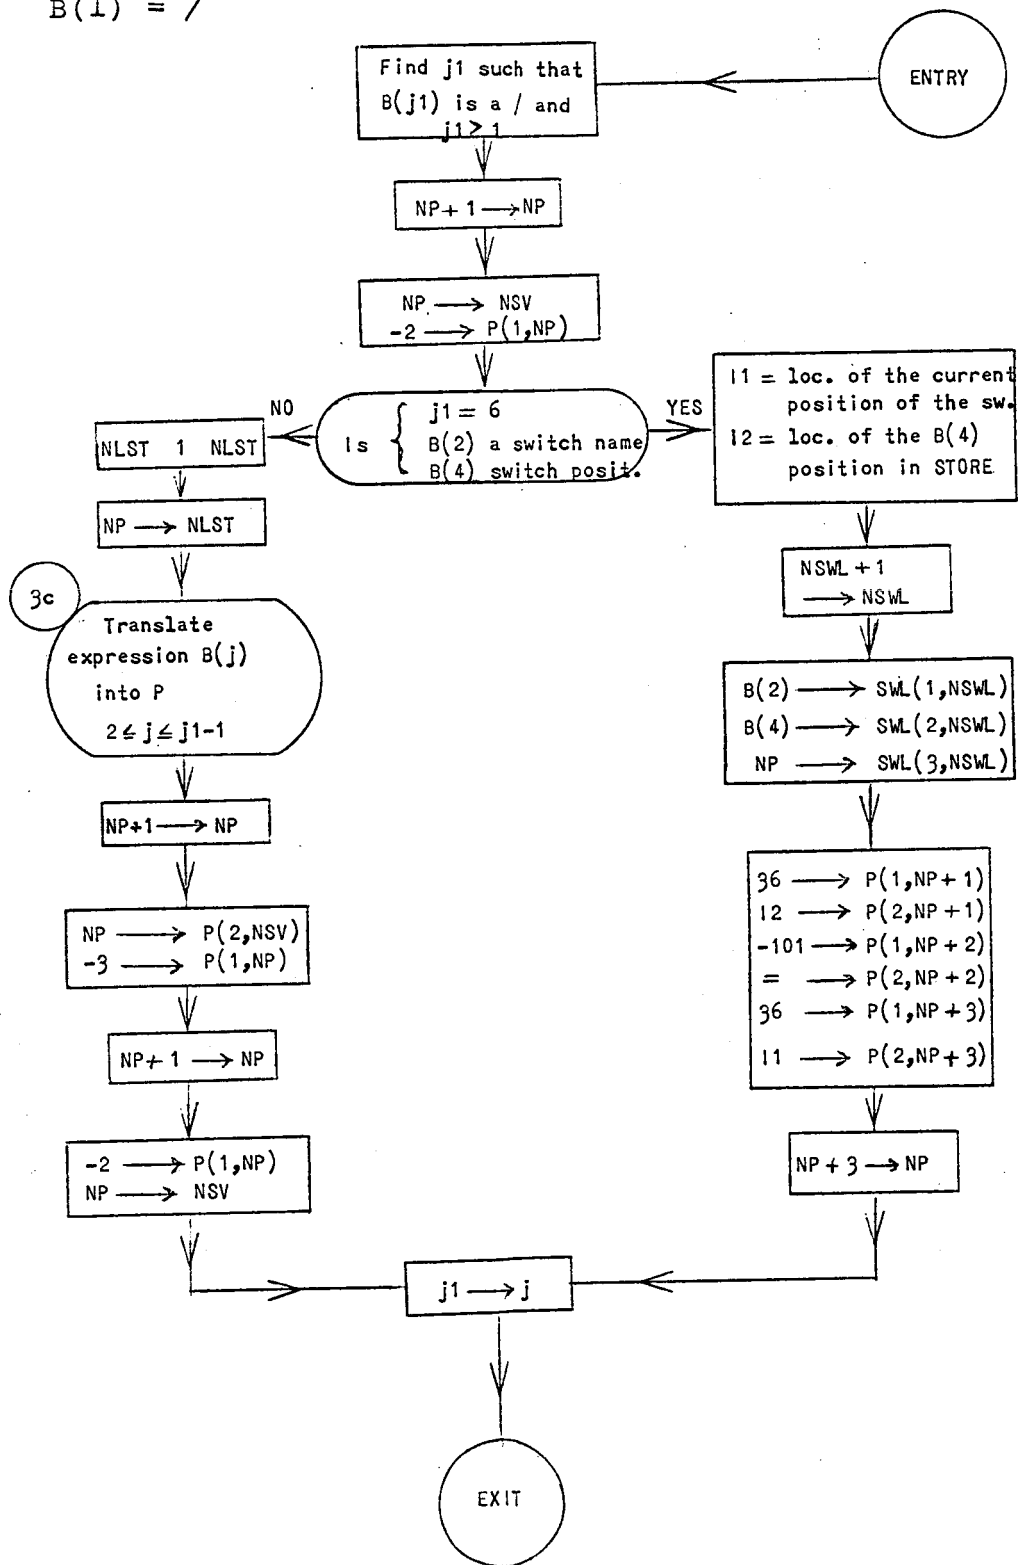 B(1) = /
ENTRY
Find j1 such that
B(j1) is a / and
j1 > 1
NP + 1 ⟶ NP
NP ⟶ NSV
-2 ⟶ P(1,NP)
Is { j1 = 6
B(2) a switch name
B(4) switch posit.
NO
YES
NLST 1 NLST
NP ⟶ NLST
3c
Translate
expression B(j)
into P
2 ≤ j ≤ j1-1
NP+1 ⟶ NP
NP ⟶ P(2,NSV)
-3 ⟶ P(1,NP)
NP+ 1 ⟶ NP
-2 ⟶ P(1,NP)
NP ⟶ NSV
I1 = loc. of the current
position of the sw.
I2 = loc. of the B(4)
position in STORE
NSWL + 1
⟶ NSWL
B(2) ⟶ SWL(1,NSWL)
B(4) ⟶ SWL(2,NSWL)
NP ⟶ SWL(3,NSWL)
36 ⟶ P(1,NP+1)
I2 ⟶ P(2,NP+1)
-101 ⟶ P(1,NP+2)
= ⟶ P(2,NP+2)
36 ⟶ P(1,NP+3)
I1 ⟶ P(2,NP+3)
NP + 3 ⟶ NP
j1 ⟶ j
EXIT